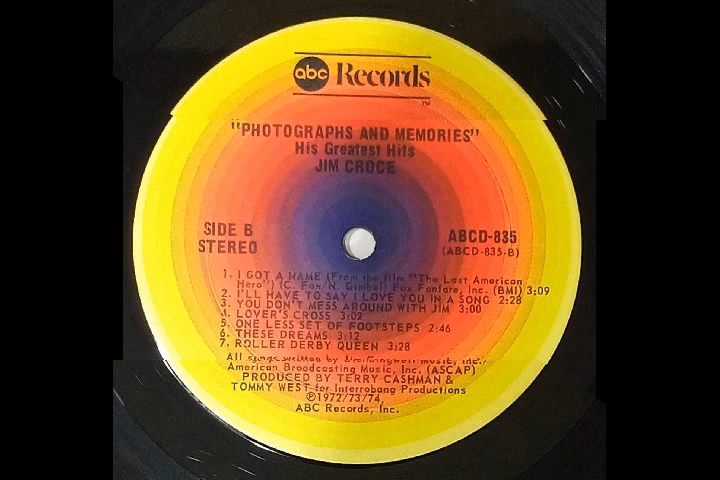 abc Records
TM
"PHOTOGRAPHS AND MEMORIES"
His Greatest Hits
JIM CROCE
SIDE B
STEREO
ABCD-835
(ABCD-835-B)
1. I GOT A NAME (From the film "The Last American
Hero") (C. Fox/N. Gimbel) Fox Fanfare, Inc. (BMI) 3:09
2. I'LL HAVE TO SAY I LOVE YOU IN A SONG 2:28
3. YOU DON'T MESS AROUND WITH JIM 3:00
4. LOVER'S CROSS 3:02
5. ONE LESS SET OF FOOTSTEPS 2:46
6. THESE DREAMS 3:12
7. ROLLER DERBY QUEEN 3:28
All songs written by Music, Inc./
American Broadcasting Music, Inc. (ASCAP)
PRODUCED BY TERRY CASHMAN &
TOMMY WEST for Interrobang Productions
℗1972/73/74,
ABC Records, Inc.